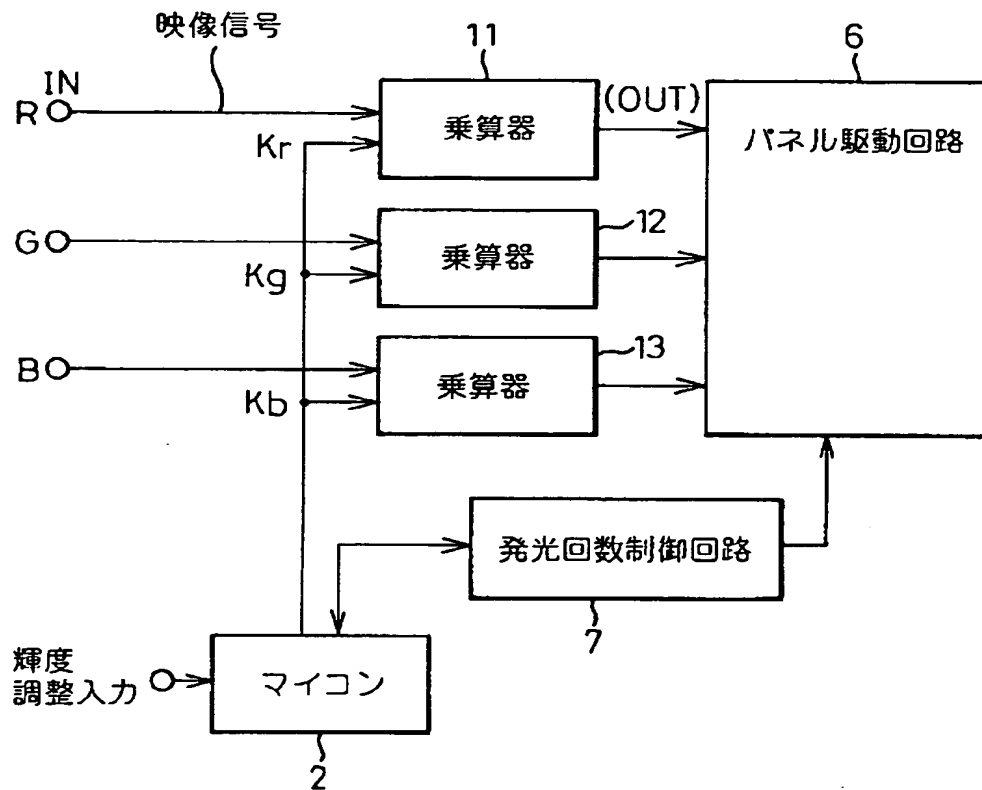 映像信号
11
6
IN
R
(OUT)
乗算器
パネル駆動回路
Kr
12
G
乗算器
Kg
13
B
乗算器
Kb
発光回数制御回路
7
輝度
調整入力
マイコン
2